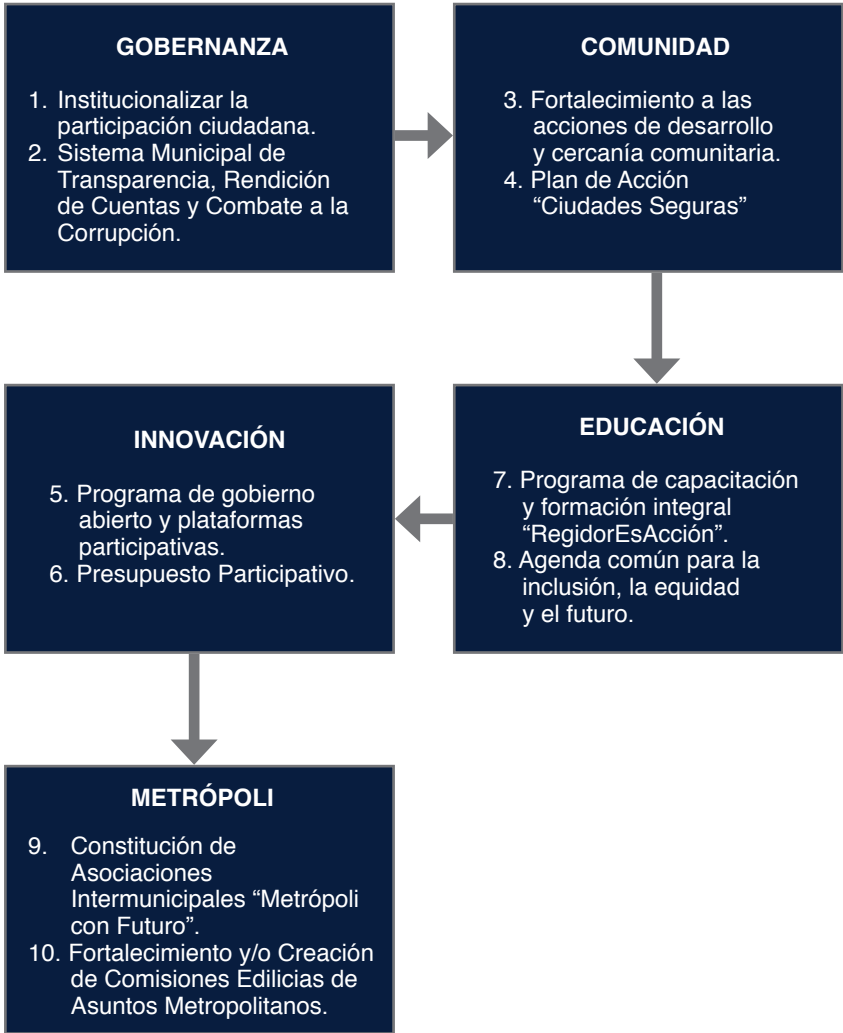 GOBERNANZA
1. Institucionalizar la
participación ciudadana.
2. Sistema Municipal de
Transparencia, Rendición
de Cuentas y Combate a la
Corrupción.
COMUNIDAD
3. Fortalecimiento a las
acciones de desarrollo
y cercanía comunitaria.
4. Plan de Acción
“Ciudades Seguras”
EDUCACIÓN
7. Programa de capacitación
y formación integral
“RegidorEsAcción”.
8. Agenda común para la
inclusión, la equidad
y el futuro.
INNOVACIÓN
5. Programa de gobierno
abierto y plataformas
participativas.
6. Presupuesto Participativo.
METRÓPOLI
9. Constitución de
Asociaciones
Intermunicipales “Metrópoli
con Futuro”.
10. Fortalecimiento y/o Creación
de Comisiones Edilicias de
Asuntos Metropolitanos.